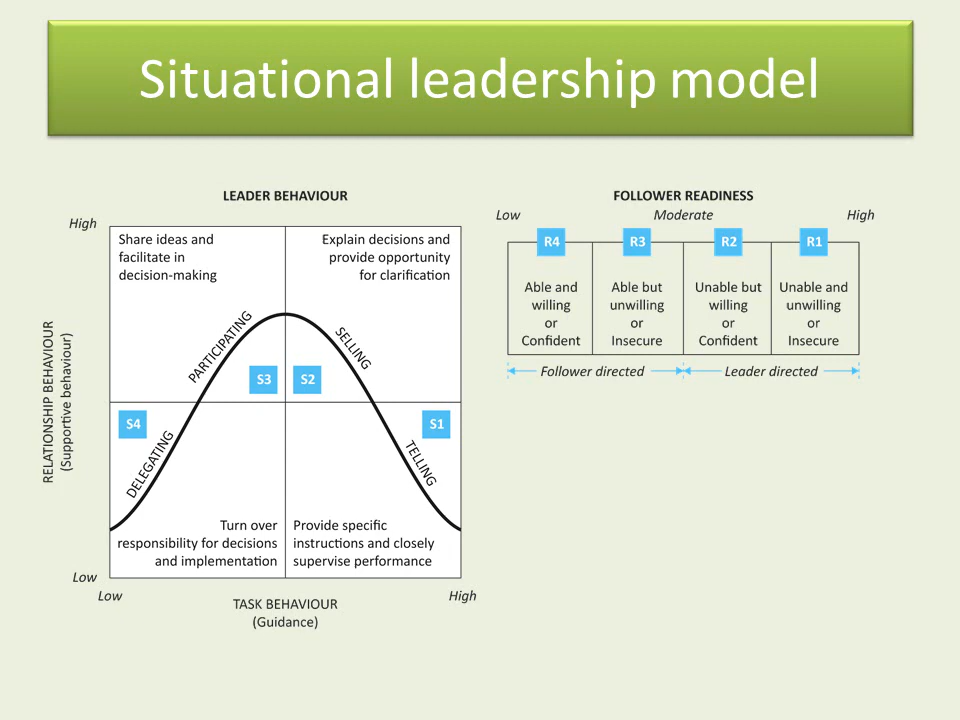 Situational leadership model
LEADER BEHAVIOUR
High
Share ideas and
facilitate in
decision-making
Explain decisions and
provide opportunity
for clarification
PARTICIPATING
SELLING
S3
S2
S4
S1
DELEGATING
TELLING
RELATIONSHIP BEHAVIOUR
(Supportive behaviour)
Turn over
responsibility for decisions
and implementation
Provide specific
instructions and closely
supervise performance
Low
Low
High
TASK BEHAVIOUR
(Guidance)
FOLLOWER READINESS
Low
Moderate
High
R4
R3
R2
R1
Able and
willing
or
Confident
Able but
unwilling
or
Insecure
Unable but
willing
or
Confident
Unable and
unwilling
or
Insecure
Follower directed
Leader directed